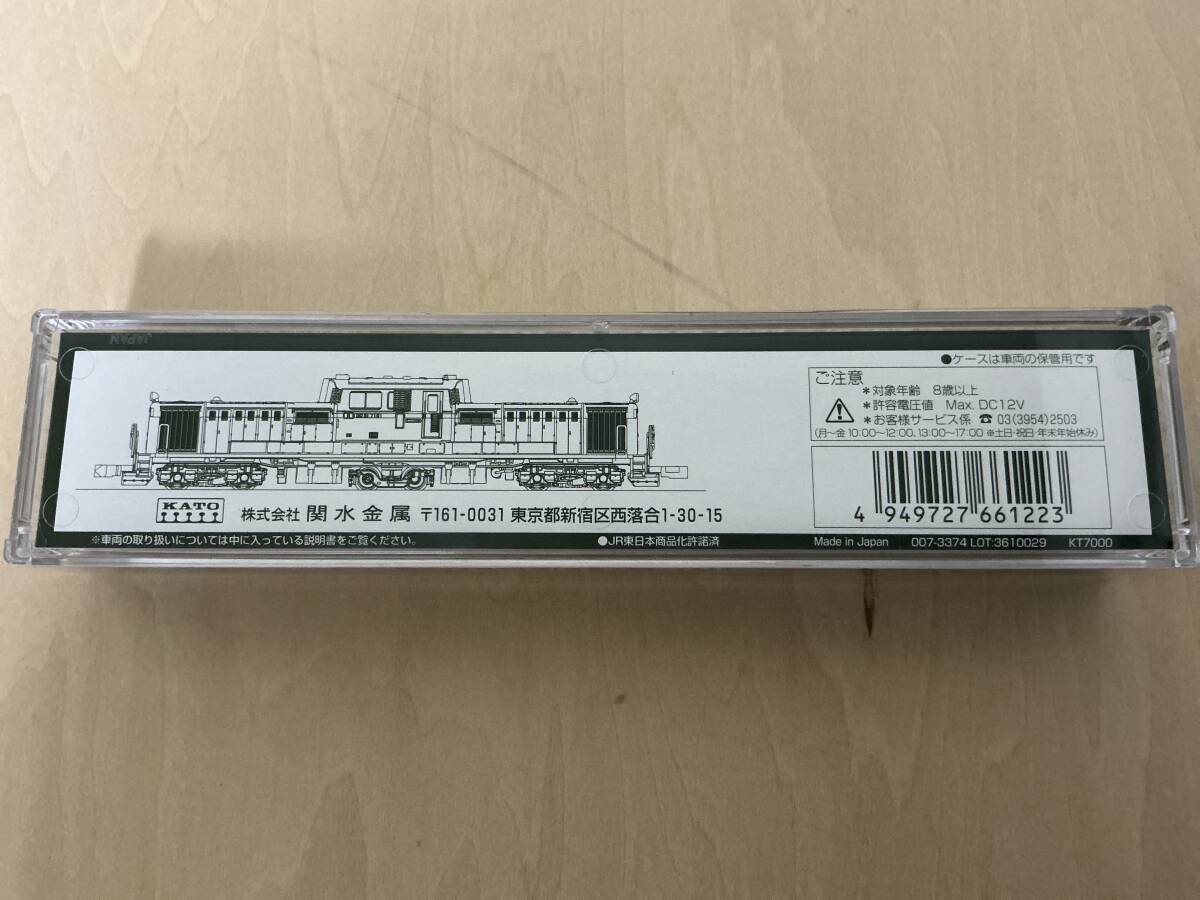 JAPAN
●ケースは車両の保管用です
ご注意
*対象年齢 8歳以上
*許容電圧値 Max. DC12V
*お客様サービス係 ☎ 03(3954)2503
(月〜金 10:00〜12:00, 13:00〜17:00 ※土日・祝日・年末年始休み)
4 949727 661223
KATO
株式会社 関水金属 〒161-0031 東京都新宿区西落合1-30-15
※車両の取り扱いについては中に入っている説明書をご覧ください。
●JR東日本商品化許諾済
Made in Japan 007-3374 LOT:3610029 KT7000